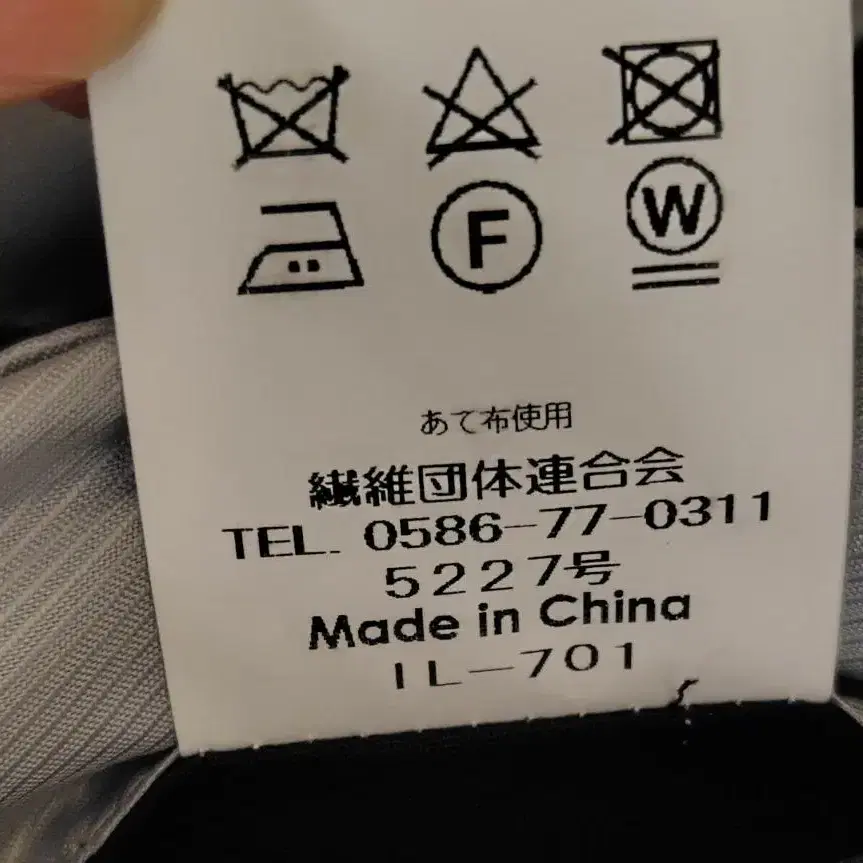 F W
あて布使用
繊維団体連合会
TEL. 0586-77-0311
5227号
Made in China
IL-701